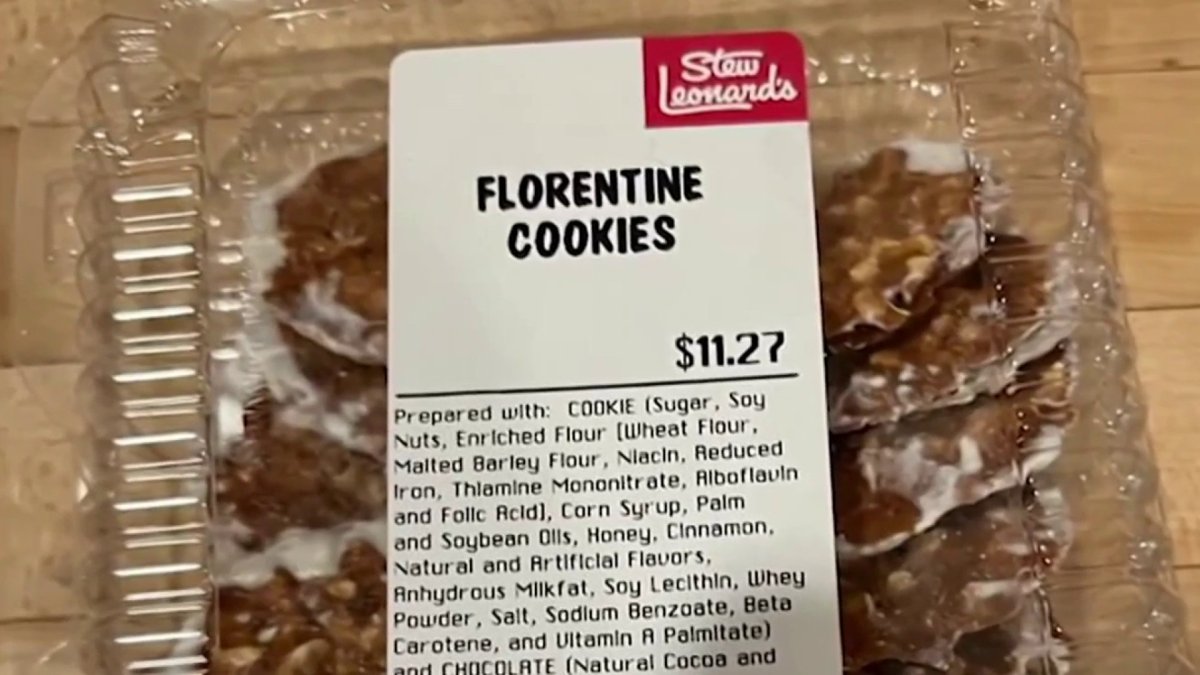 Stew
Leonard's
FLORENTINE
COOKIES
$11.27
Prepared with: COOKIE (Sugar, Soy
Nuts, Enriched Flour [Wheat Flour,
Malted Barley Flour, Niacin, Reduced
Iron, Thiamine Mononitrate, Riboflavin
and Folic Acid], Corn Syrup, Palm
and Soybean Oils, Honey, Cinnamon,
Natural and Artificial Flavors,
Anhydrous Milkfat, Soy Lecithin, Whey
Powder, Salt, Sodium Benzoate, Beta
Carotene, and Vitamin A Palmitate)
and CHOCOLATE (Natural Cocoa and